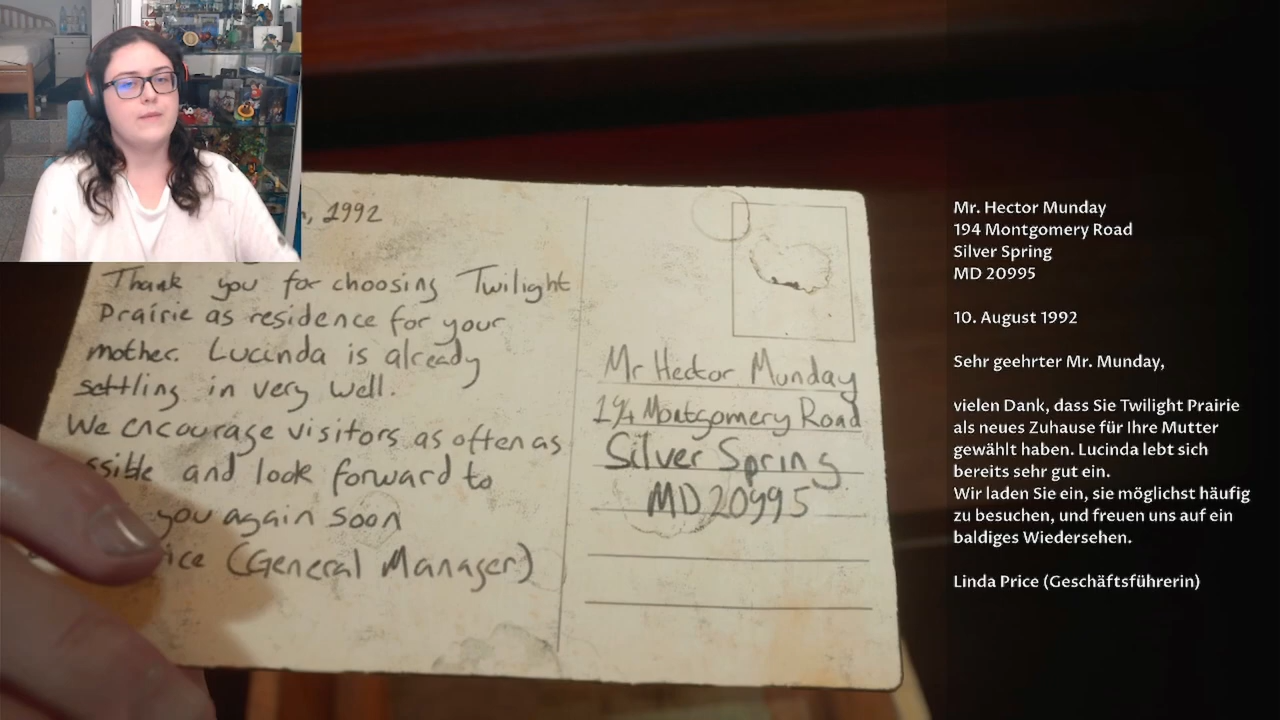 , 1992
Thank you for choosing Twilight
Prairie as residence for your
mother. Lucinda is already
settling in very well.
We encourage visitors as often as
ssible and look forward to
you again soon
ice (General Manager)
Mr Hector Munday
194 Montgomery Road
Silver Spring
MD 20995
Mr. Hector Munday
194 Montgomery Road
Silver Spring
MD 20995
10. August 1992
Sehr geehrter Mr. Munday,
vielen Dank, dass Sie Twilight Prairie
als neues Zuhause für Ihre Mutter
gewählt haben. Lucinda lebt sich
bereits sehr gut ein.
Wir laden Sie ein, sie möglichst häufig
zu besuchen, und freuen uns auf ein
baldiges Wiedersehen.
Linda Price (Geschäftsführerin)